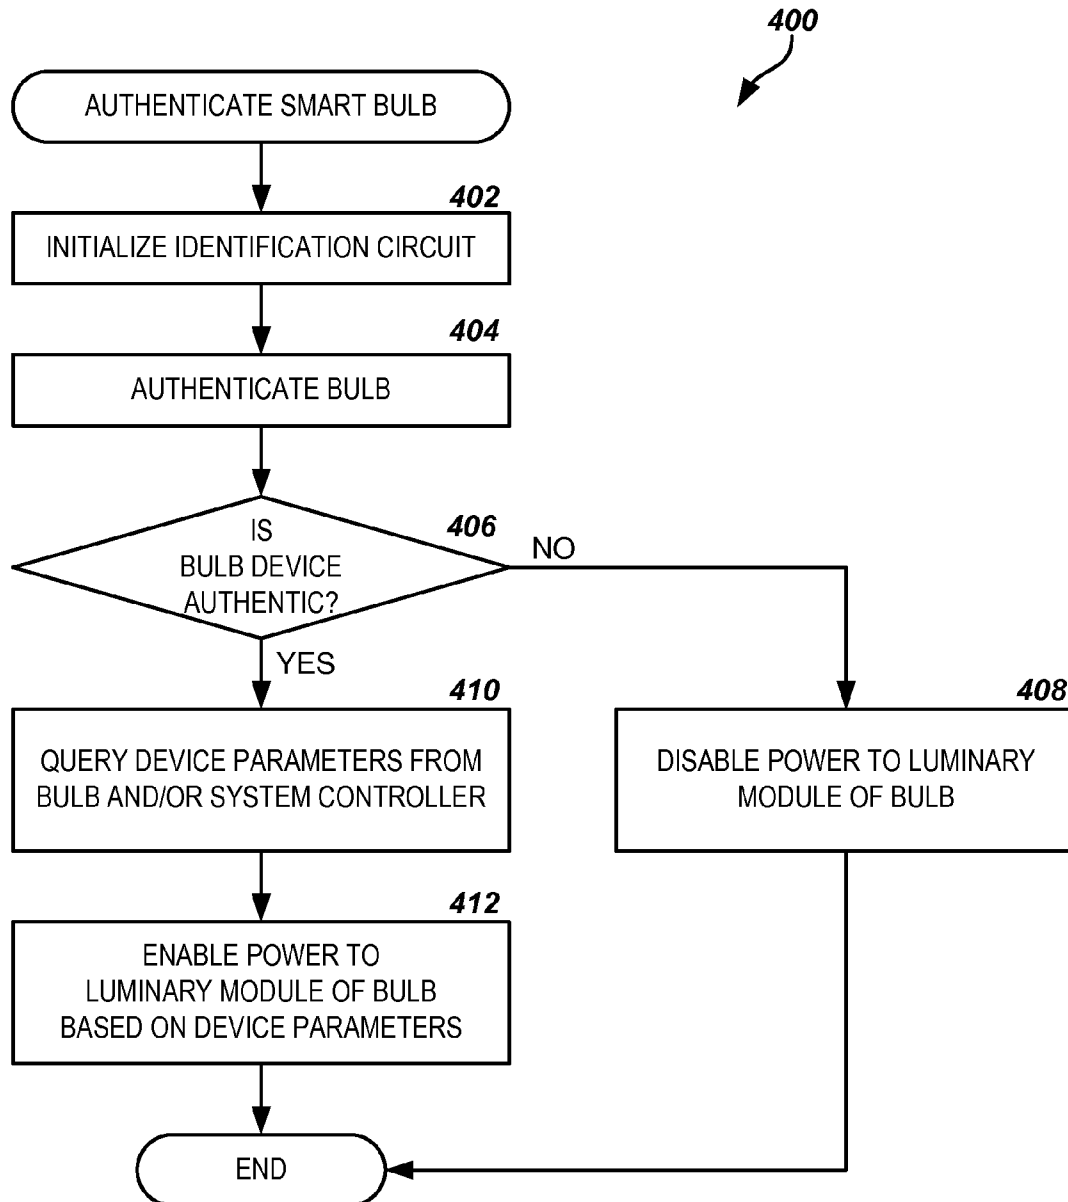 400
AUTHENTICATE SMART BULB
402
INITIALIZE IDENTIFICATION CIRCUIT
404
AUTHENTICATE BULB
406
IS
BULB DEVICE
AUTHENTIC?
NO
YES
410
QUERY DEVICE PARAMETERS FROM
BULB AND/OR SYSTEM CONTROLLER
408
DISABLE POWER TO LUMINARY
MODULE OF BULB
412
ENABLE POWER TO
LUMINARY MODULE OF BULB
BASED ON DEVICE PARAMETERS
END